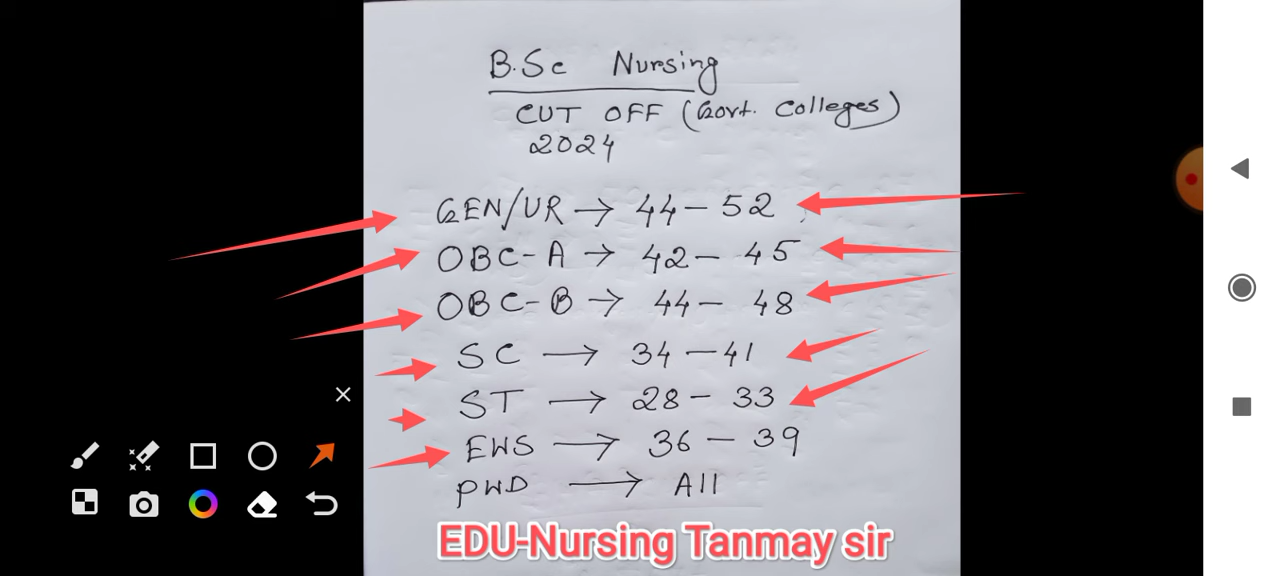 B.Sc Nursing
CUT OFF (Govt. Colleges)
2024
GEN/UR → 44 - 52
OBC-A → 42 - 45
OBC-B → 44 - 48
SC → 34 - 41
ST → 28 - 33
EWS → 36 - 39
PWD → All
EDU-Nursing Tanmay sir